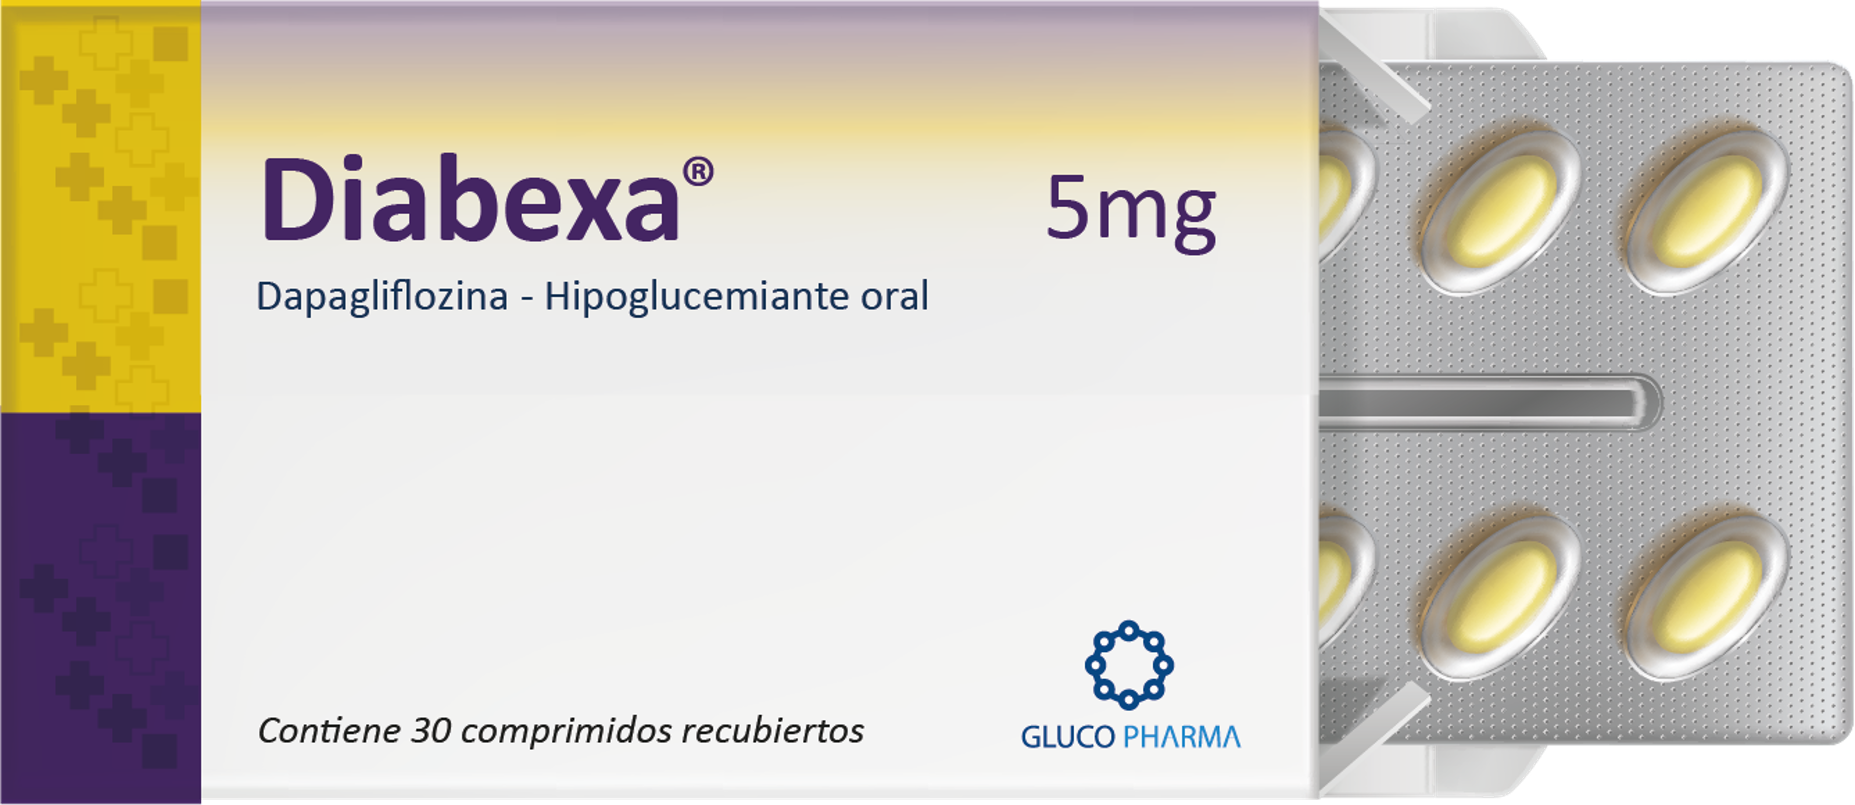 Diabexa®
5mg
Dapagliflozina - Hipoglucemiante oral
Contiene 30 comprimidos recubiertos
GLUCO PHARMA